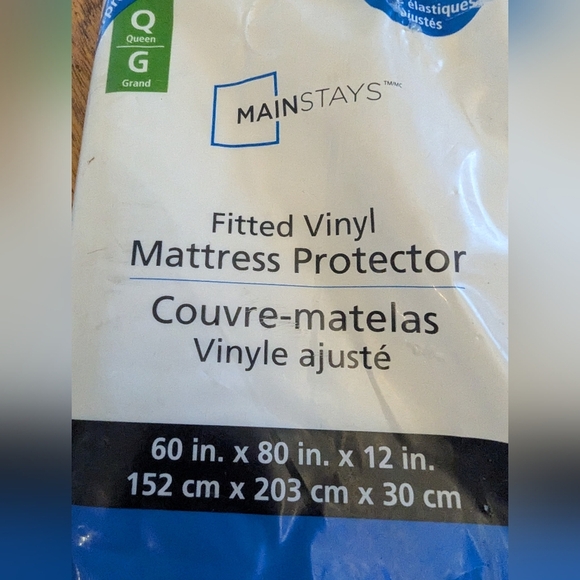 Q
Queen
G
Grand
élastiques
ajustés
MAINSTAYS™MC
Fitted Vinyl
Mattress Protector
Couvre-matelas
Vinyle ajusté
60 in. x 80 in. x 12 in.
152 cm x 203 cm x 30 cm